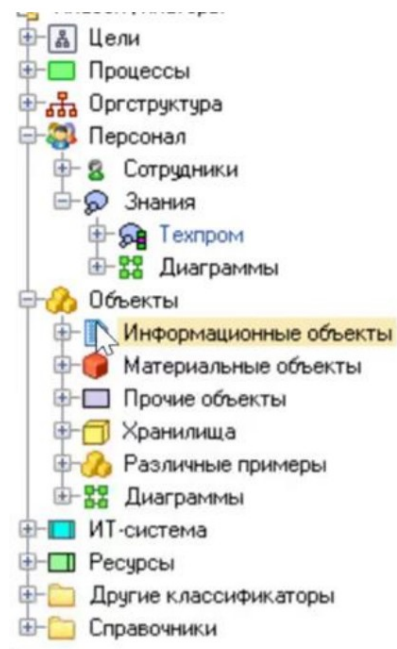 Цели
Процессы
Оргструктура
Персонал
Сотрудники
Знания
Техпром
Диаграммы
Объекты
Информационные объекты
Материальные объекты
Прочие объекты
Хранилища
Различные примеры
Диаграммы
ИТ-система
Ресурсы
Другие классификаторы
Справочники